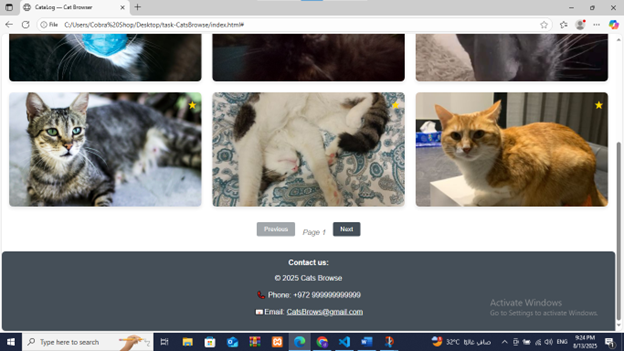 CataLog — Cat Browser
File
C:/Users/Cobra%20Shop/Desktop/task-CatsBrowse/index.html#
Previous
Page 1
Next
Contact us:
© 2025 Cats Browse
Phone: +972 999999999999
Email: CatsBrows@gmail.com
Activate Windows
Go to Settings to activate Windows.
Type here to search
32°C صافي غالبًا
ENG
9:24 PM
8/13/2025